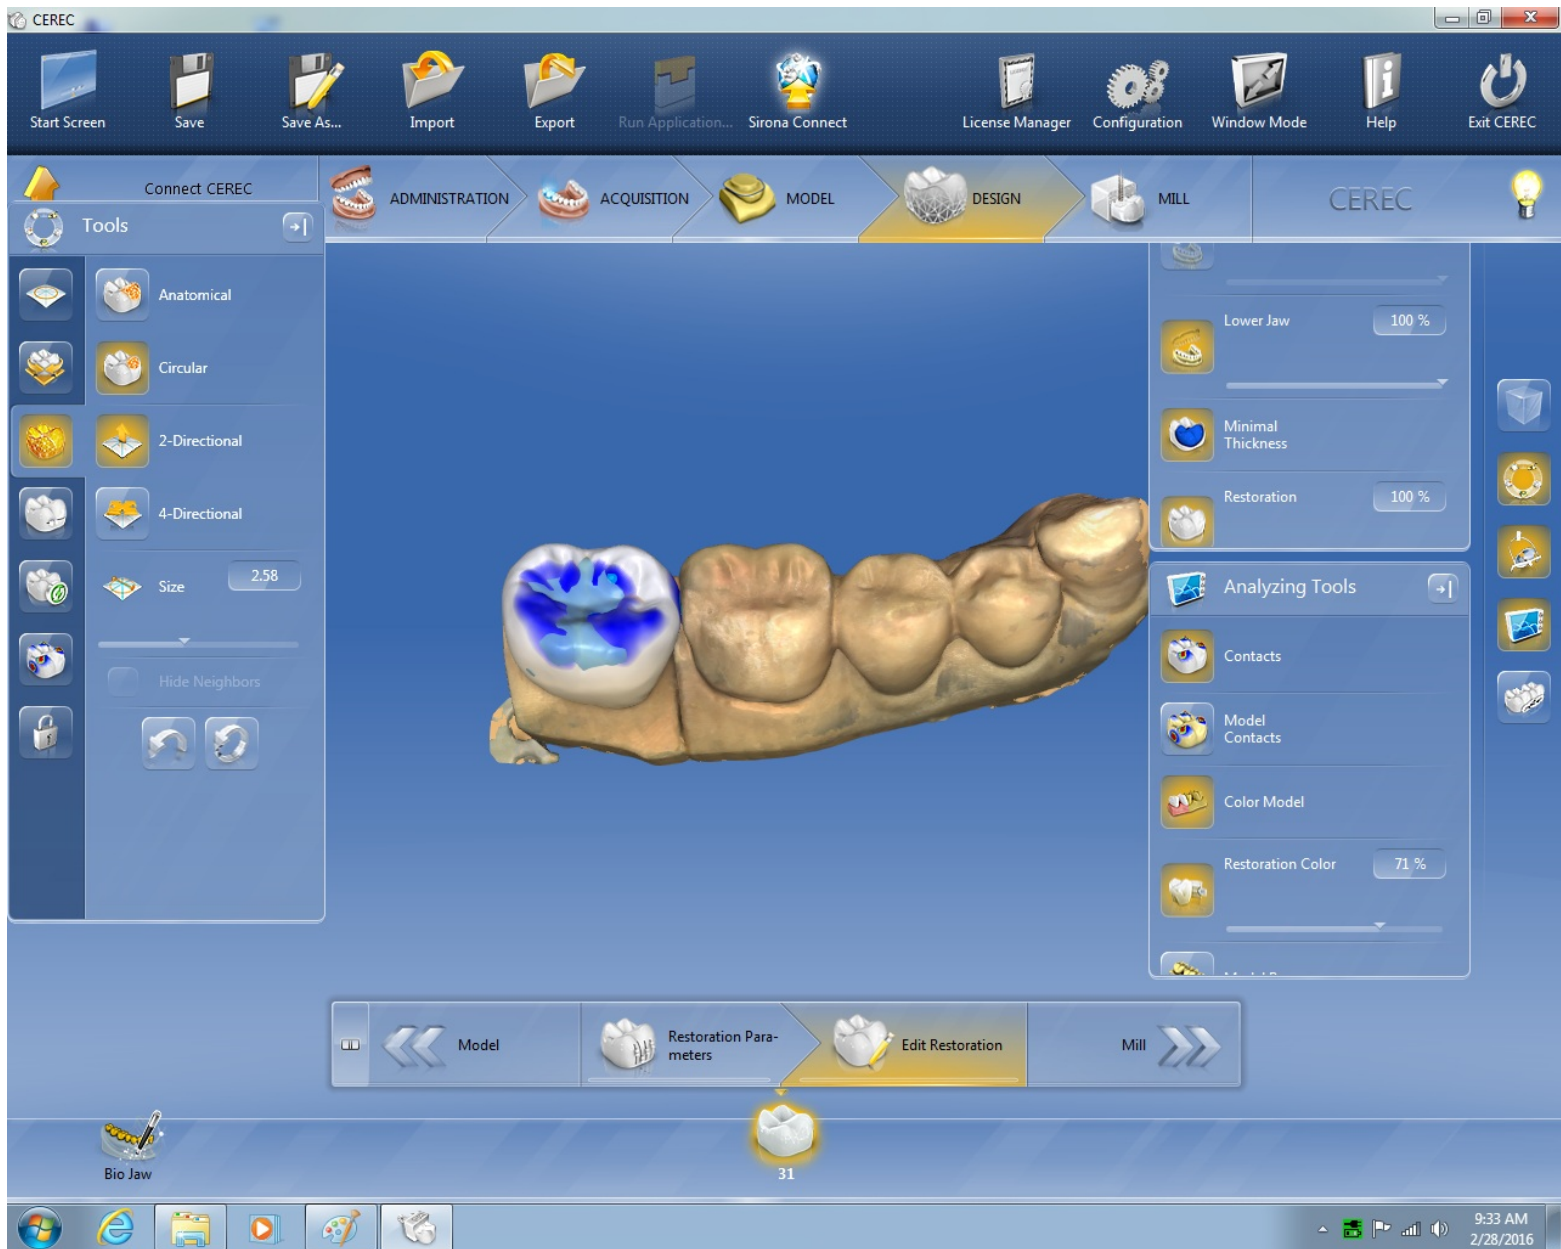 CEREC
Start Screen
Save
Save As...
Import
Export
Run Application...
Sirona Connect
License Manager
Configuration
Window Mode
Help
Exit CEREC
Connect CEREC
ADMINISTRATION
ACQUISITION
MODEL
DESIGN
MILL
CEREC
Tools
Anatomical
Circular
2-Directional
4-Directional
Size
2.58
Hide Neighbors
Lower Jaw
100 %
Minimal
Thickness
Restoration
100 %
Analyzing Tools
Contacts
Model
Contacts
Color Model
Restoration Color
71 %
Model
Restoration Para-
meters
Edit Restoration
Mill
Bio Jaw
31
9:33 AM
2/28/2016